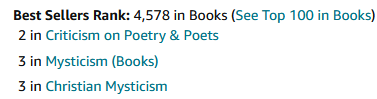 Best Sellers Rank: 4,578 in Books (See Top 100 in Books)
2 in Criticism on Poetry & Poets
3 in Mysticism (Books)
3 in Christian Mysticism